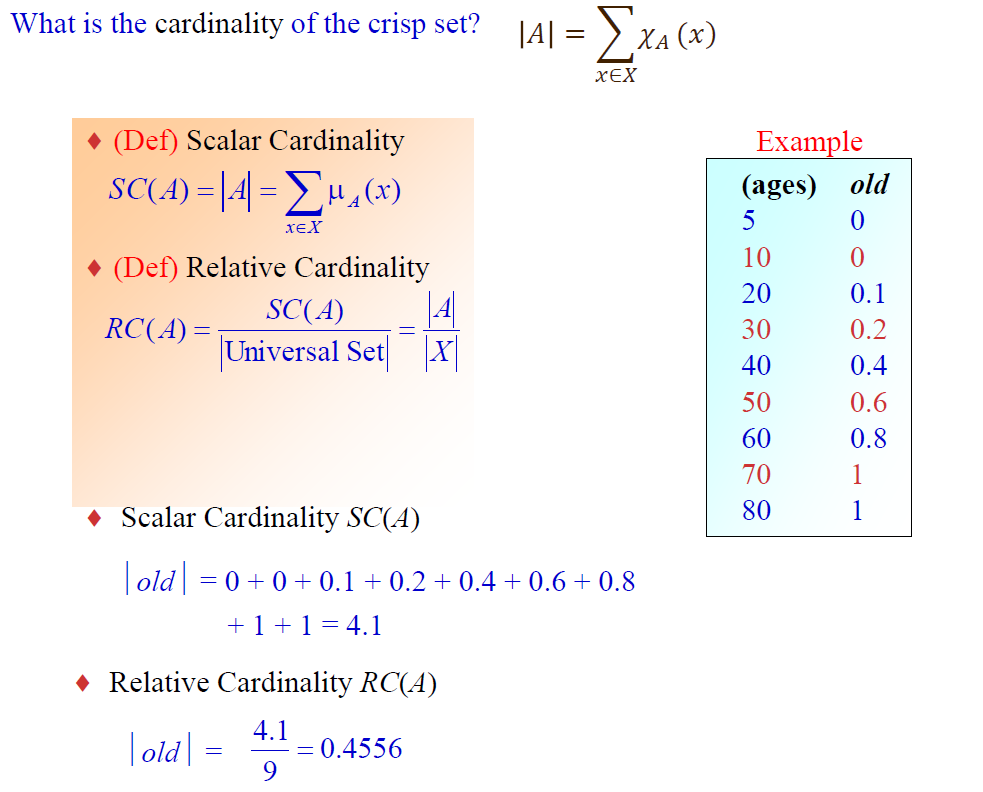 What is the cardinality of the crisp set? |A| = ∑_{x∈X} χ_A (x)
♦ (Def) Scalar Cardinality
SC(A) = |A| = ∑_{x∈X} μ_A (x)
♦ (Def) Relative Cardinality
RC(A) = SC(A) / |Universal Set| = |A| / |X|
Example
(ages) old
5 0
10 0
20 0.1
30 0.2
40 0.4
50 0.6
60 0.8
70 1
80 1
♦ Scalar Cardinality SC(A)
|old| = 0 + 0 + 0.1 + 0.2 + 0.4 + 0.6 + 0.8
+ 1 + 1 = 4.1
♦ Relative Cardinality RC(A)
|old| = 4.1 / 9 = 0.4556